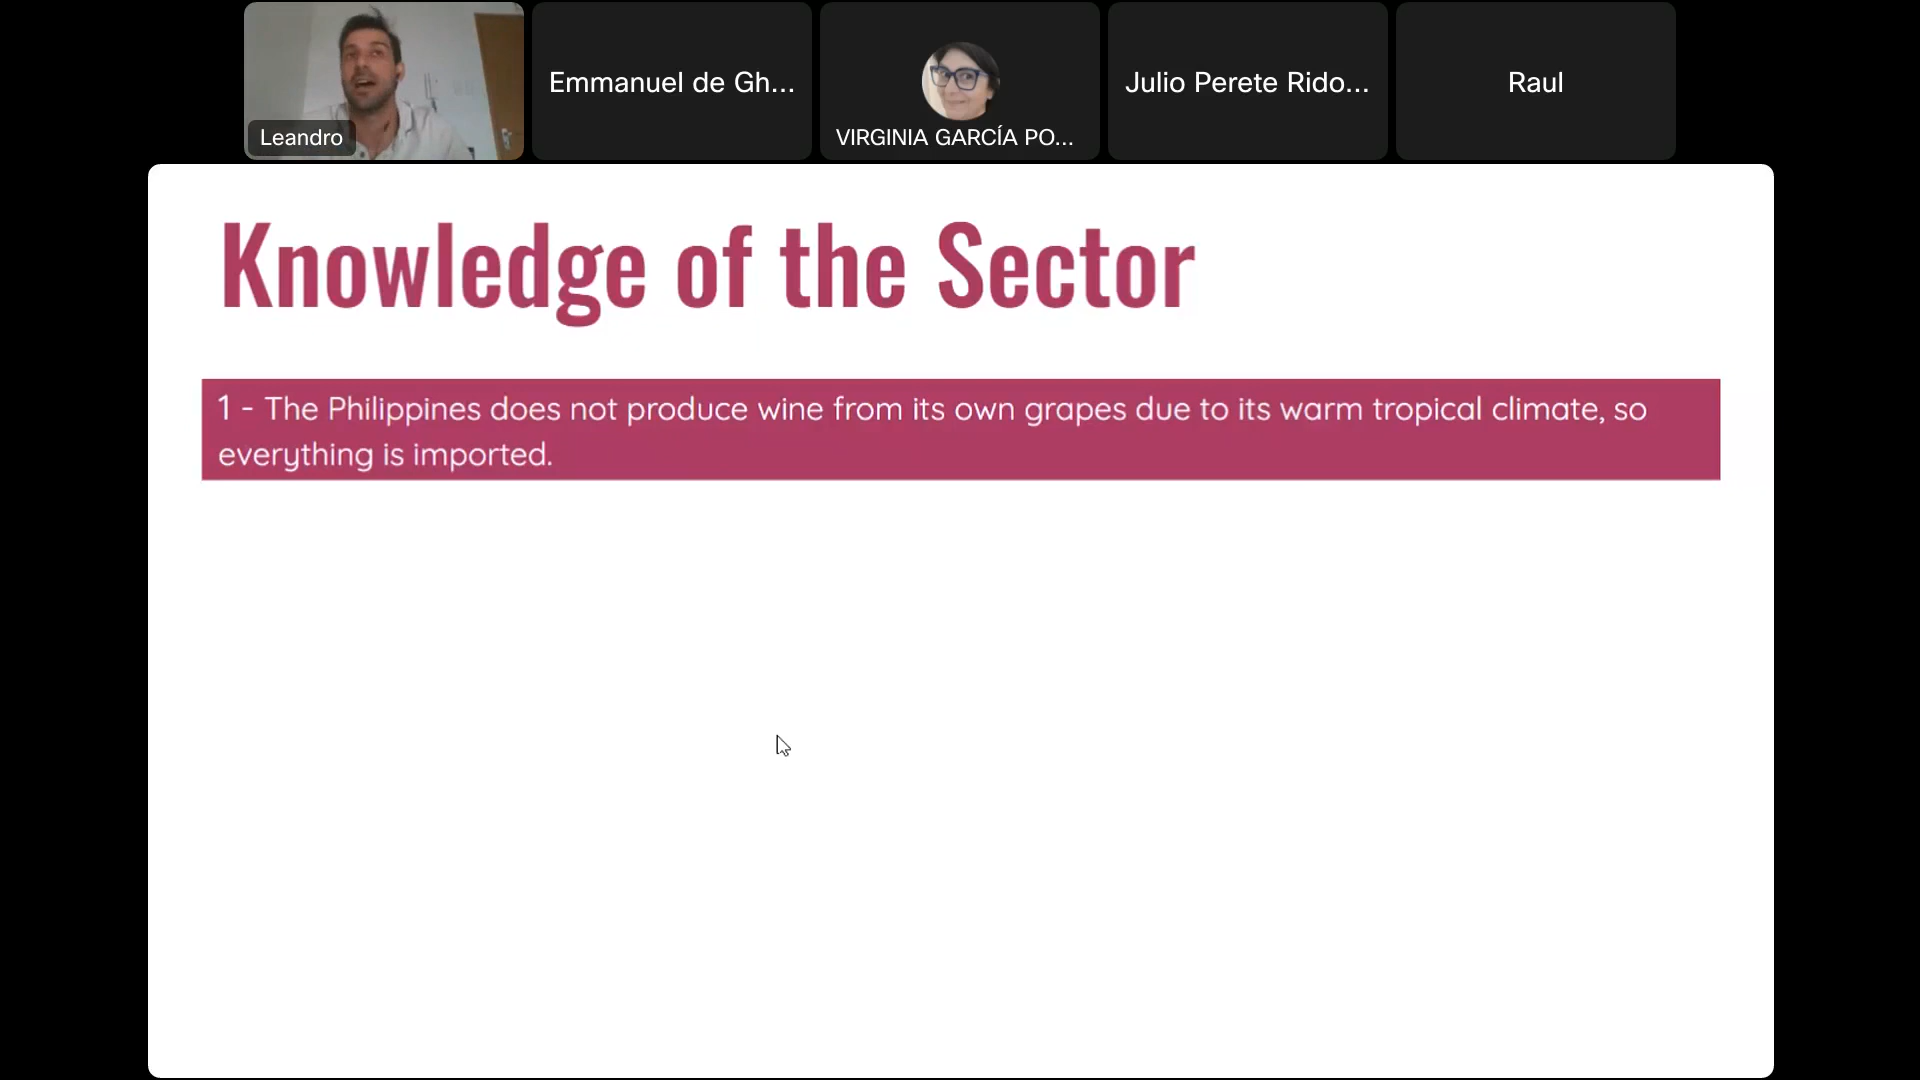 Leandro
Emmanuel de Gh...
VIRGINIA GARCÍA PO...
Julio Perete Rido...
Raul
Knowledge of the Sector
1 - The Philippines does not produce wine from its own grapes due to its warm tropical climate, so
everything is imported.